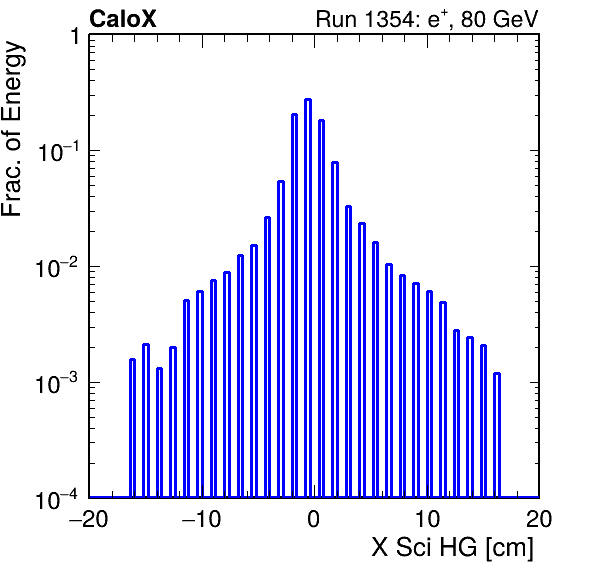 CaloX Run 1354: e⁺, 80 GeV
Frac. of Energy
1
10⁻¹
10⁻²
10⁻³
10⁻⁴
−20 −10 0 10 20
X Sci HG [cm]